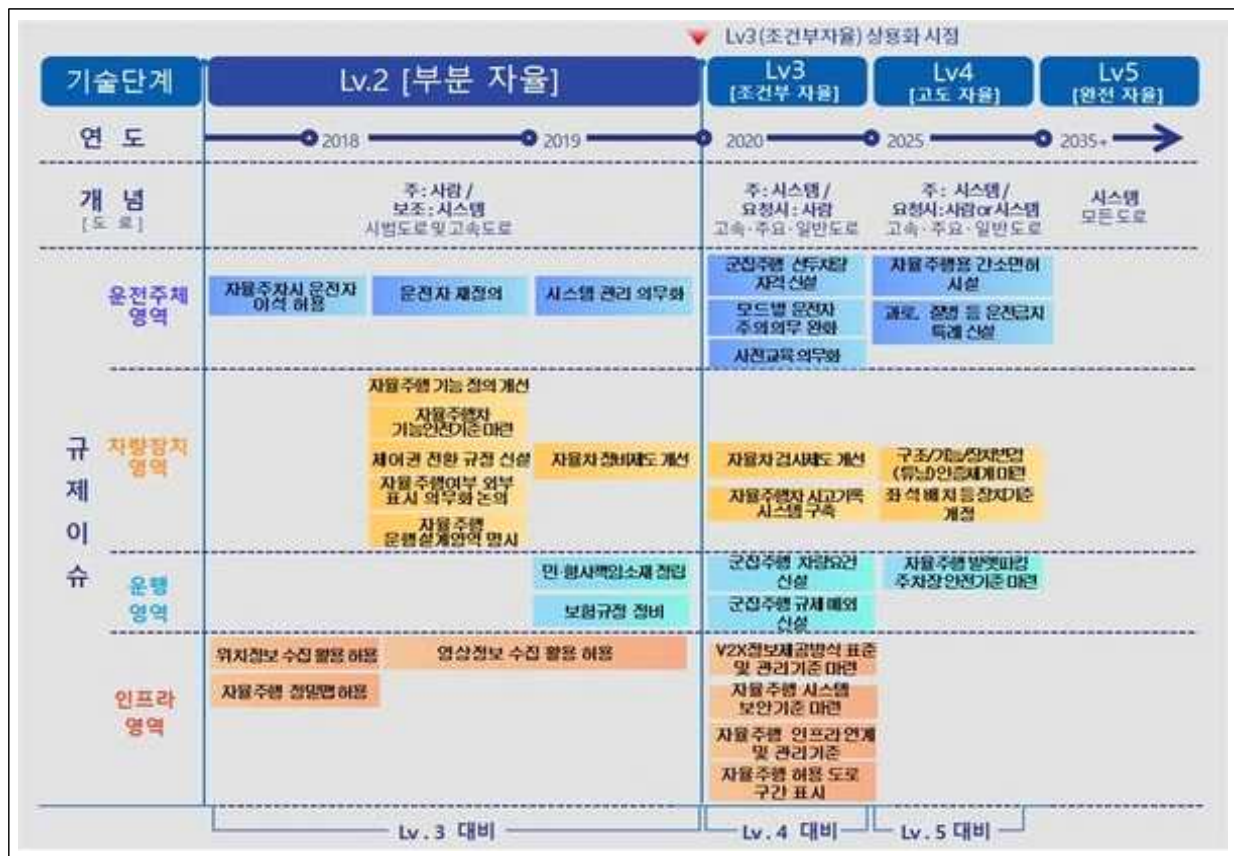 Lv3(조건부자율) 상용화 시점
기술단계
Lv.2 [부분 자율]
Lv3
[조건부 자율]
Lv4
[고도 자율]
Lv5
[완전 자율]
연 도
2018
2019
2020
2025
2035+
개 념
[도 로]
주:사람/
보조:시스템
시범도로 및 고속도로
주:시스템/
요청시:사람
고속·주요·일반도로
주: 시스템/
요청시:사람or시스템
고속·주요·일반도로
시스템
모든도로
규제이슈
운전주체
영역
자율주차시 운전자
이석 허용
운전자 재정의
시스템 관리 의무화
군집주행 선두차량
자격 신설
모드별 운전자
주의의무 완화
사전교육 의무화
자율주행용 간소면허
시설
과로, 질병 등 운전금지
특례 신설
차량장치
영역
자율주행 기능 정의 개선
자율주행차
기능안전기준 마련
제어권 전환 규정 신설
자율주행여부 외부
표시 의무화 논의
자율주행
운행설계영역 명시
자율차 정비제도 개선
자율차 검사제도 개선
자율주행차 사고기록
시스템 구축
구조/기능/장치변경
(튜닝)인증체계 마련
좌석배치 등 장치기준
개정
운행
영역
민·형사책임소재 정립
보험규정 정비
군집주행 차량요건
신설
군집주행 규제 예외
신설
자율주행 발렛파킹
주차장 안전기준 마련
인프라
영역
위치정보 수집 활용 허용
영상정보 수집 활용 허용
자율주행 정밀맵 허용
V2X정보제공방식 표준
및 관리기준 마련
자율주행 시스템
보안기준 마련
자율주행 인프라 연계
및 관리기준
자율주행 허용 도로
구간 표시
Lv.3 대비
Lv.4 대비
Lv.5 대비